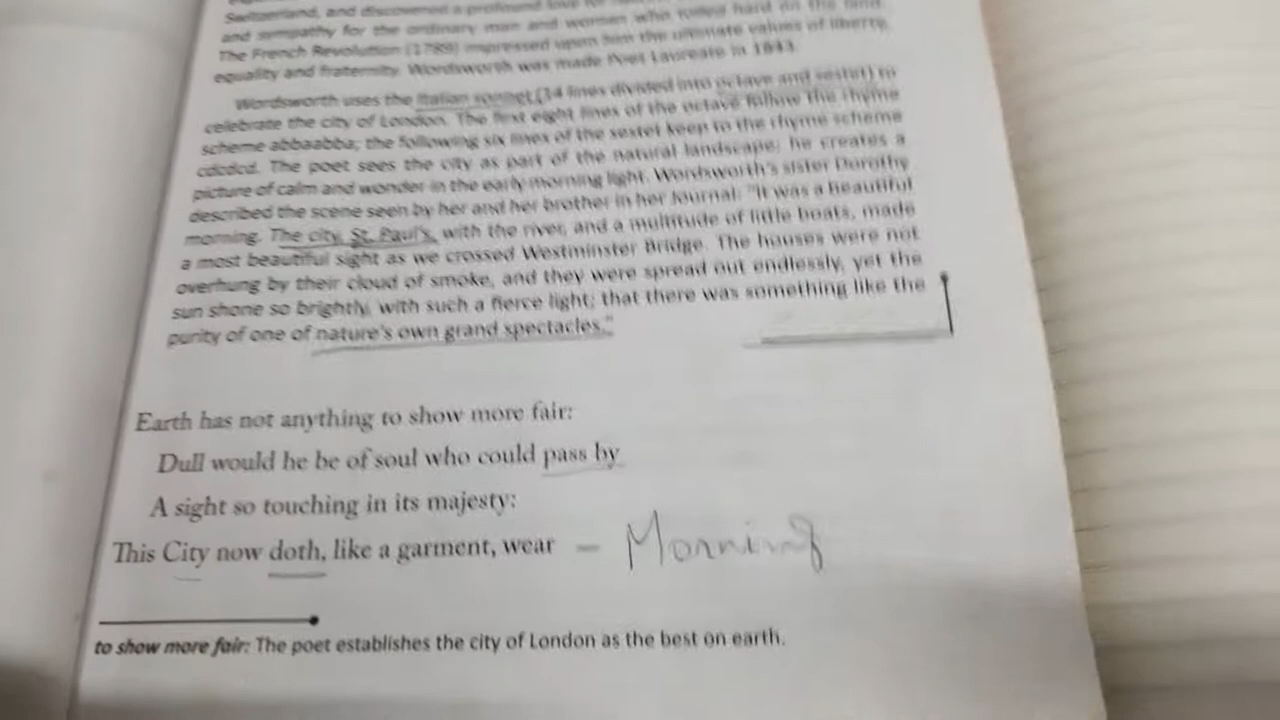 Switzerland, and discovered a profound love for
and sympathy for the ordinary man and woman who toiled hard on the land.
The French Revolution (1789) impressed upon him the ultimate values of liberty,
equality and fraternity. Wordsworth was made Poet Laureate in 1843.
Wordsworth uses the Italian sonnet (14 lines divided into octave and sestet) to
celebrate the city of London. The first eight lines of the octave follow the rhyme
scheme abbaabba; the following six lines of the sestet keep to the rhyme scheme
cdcdcd. The poet sees the city as part of the natural landscape; he creates a
picture of calm and wonder in the early morning light. Wordsworth's sister Dorothy
described the scene seen by her and her brother in her Journal: "It was a beautiful
morning. The city, St. Paul's, with the river, and a multitude of little boats, made
a most beautiful sight as we crossed Westminster Bridge. The houses were not
overhung by their cloud of smoke, and they were spread out endlessly, yet the
sun shone so brightly, with such a fierce light; that there was something like the
purity of one of nature's own grand spectacles."
Earth has not anything to show more fair:
Dull would he be of soul who could pass by
A sight so touching in its majesty:
This City now doth, like a garment, wear – Morning
to show more fair: The poet establishes the city of London as the best on earth.